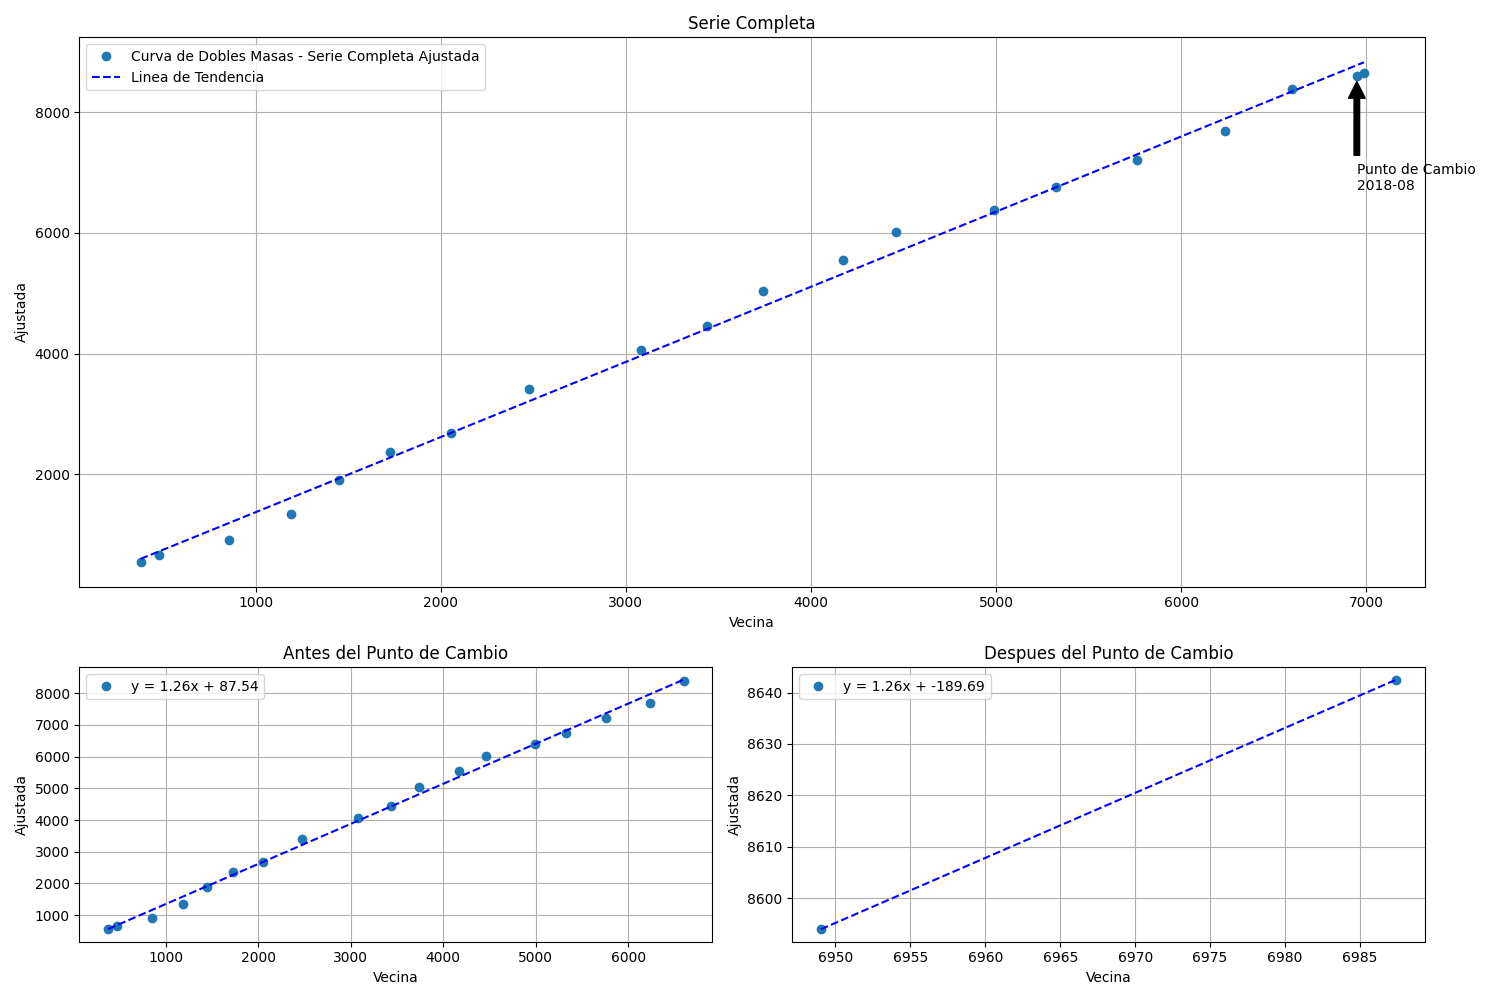 Serie Completa
Curva de Dobles Masas - Serie Completa Ajustada
Linea de Tendencia
8000
6000
4000
2000
Ajustada
Punto de Cambio
2018-08
1000 2000 3000 4000 5000 6000 7000
Vecina
Antes del Punto de Cambio
y = 1.26x + 87.54
8000
7000
6000
5000
4000
3000
2000
1000
Ajustada
1000 2000 3000 4000 5000 6000
Vecina
Despues del Punto de Cambio
y = 1.26x + -189.69
8640
8630
8620
8610
8600
Ajustada
6950 6955 6960 6965 6970 6975 6980 6985
Vecina